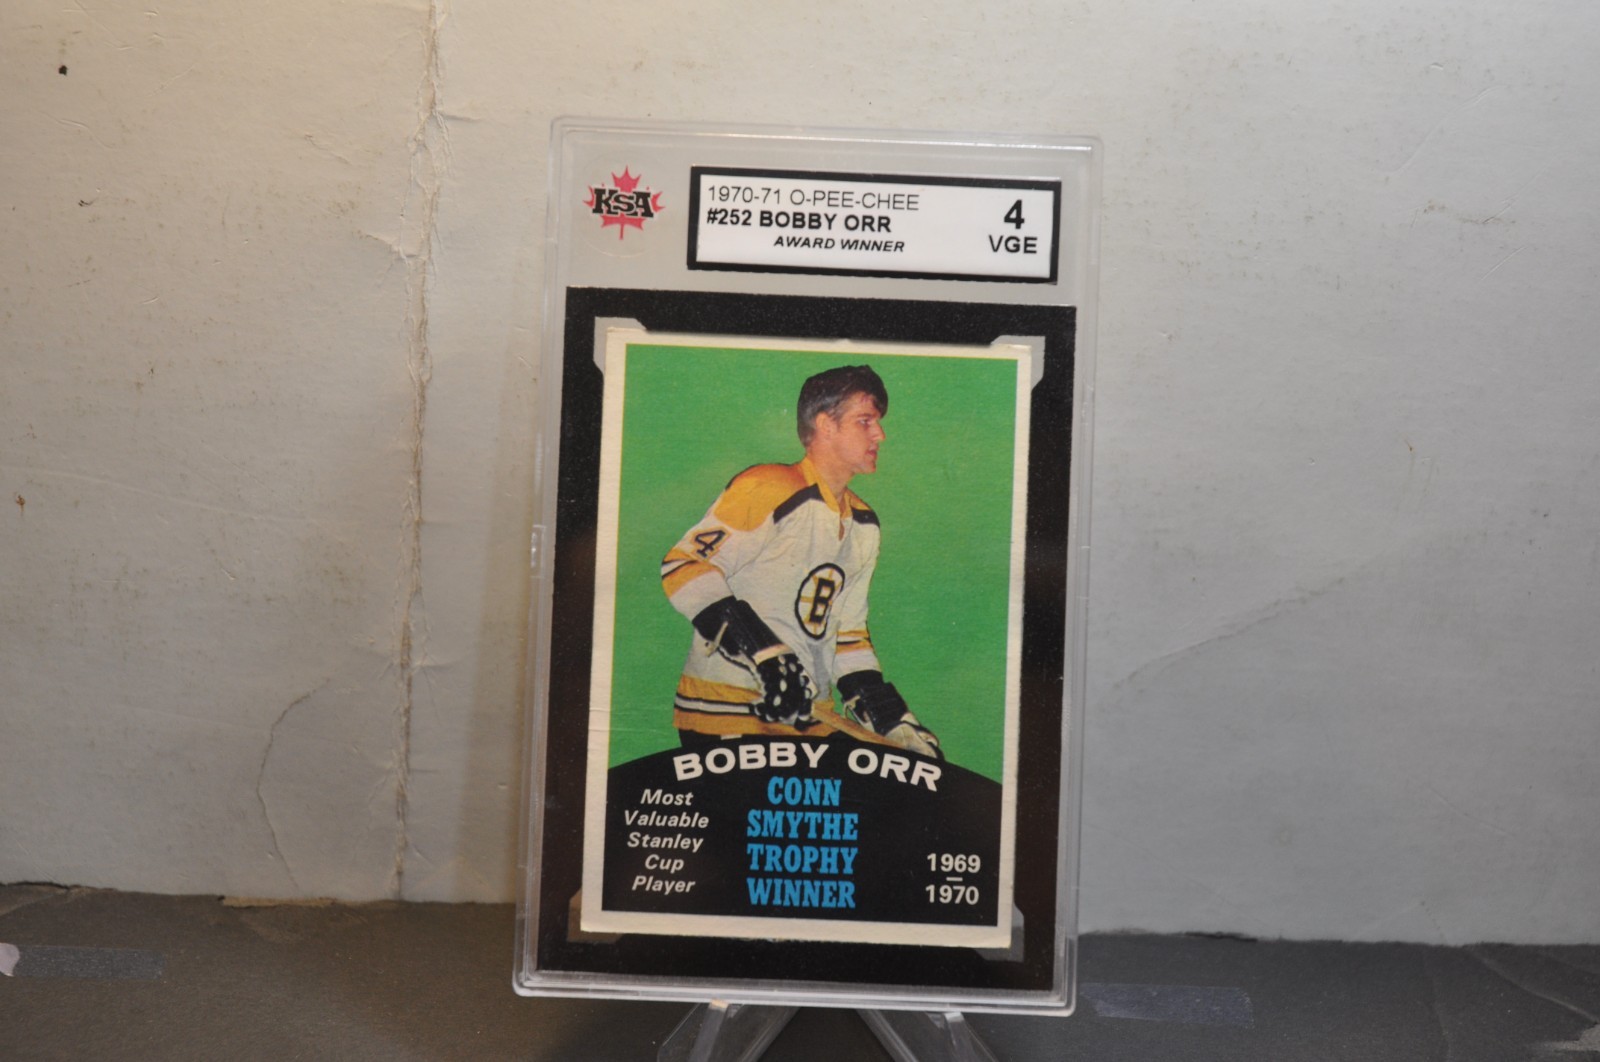 KSA
1970-71 O-PEE-CHEE
#252 BOBBY ORR
AWARD WINNER
4
VGE
4
B
BOBBY ORR
Most
Valuable
Stanley
Cup
Player
CONN
SMYTHE
TROPHY
WINNER
1969
—
1970